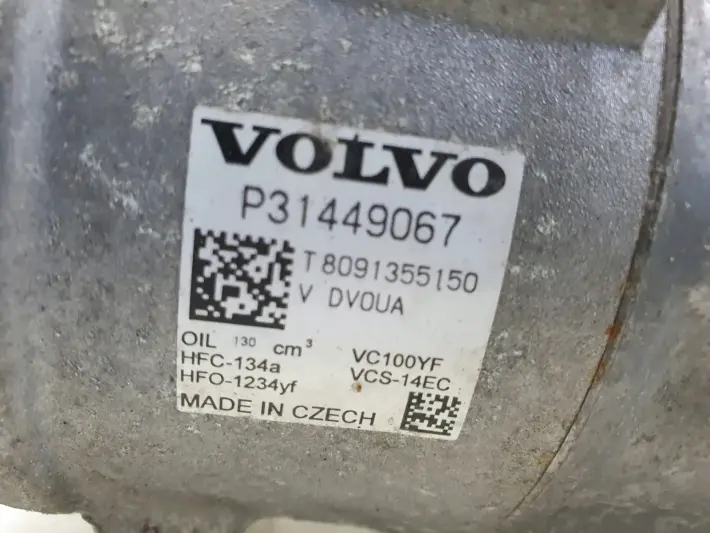 VOLVO
P31449067
T8091355150
V DV0UA
OIL 130 cm³
HFC-134a
HFO-1234yf
VC100YF
VCS-14EC
MADE IN CZECH